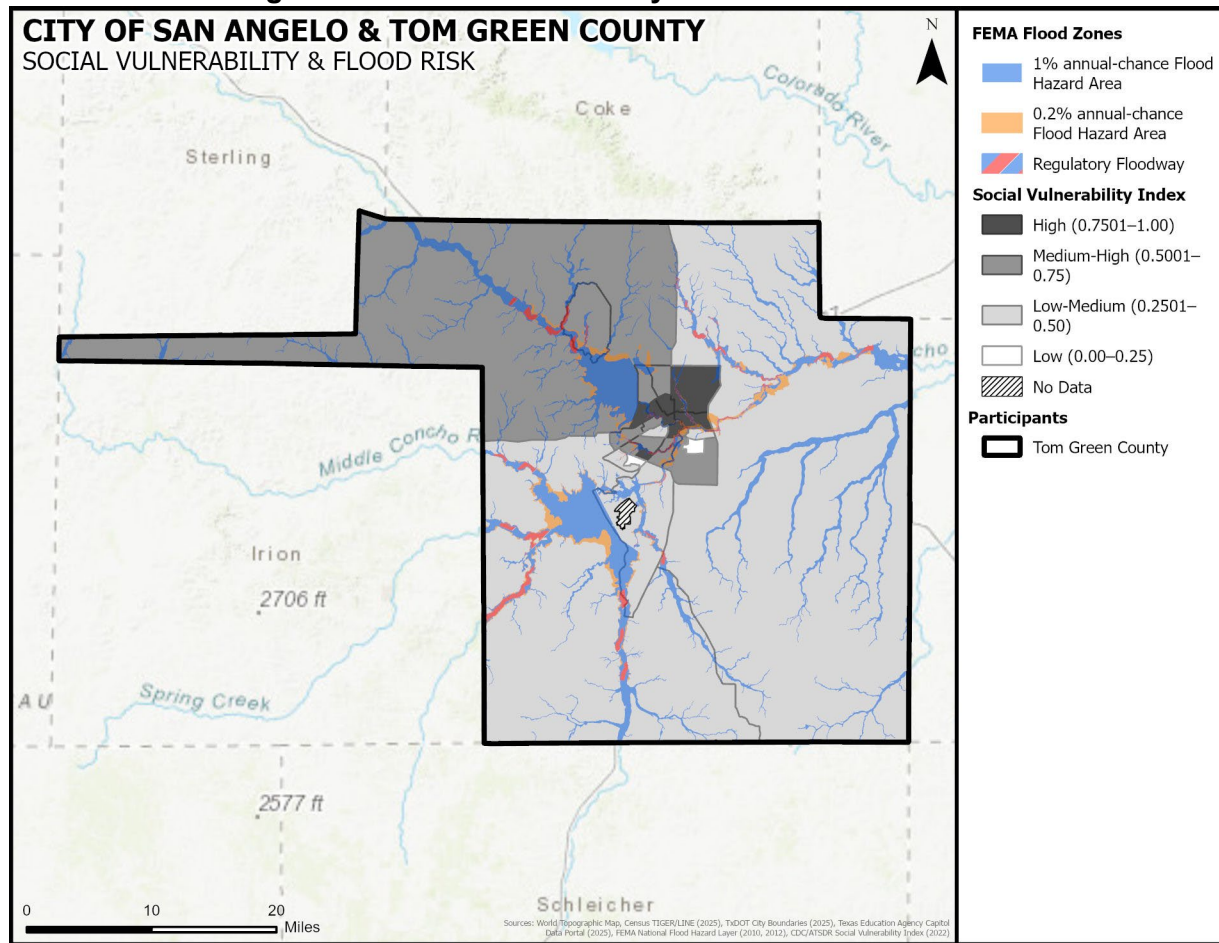 CITY OF SAN ANGELO & TOM GREEN COUNTY
SOCIAL VULNERABILITY & FLOOD RISK
N
Colorado River
Coke
Sterling
cho
Middle Concho R
Irion
2706 ft
Spring Creek
A U
2577 ft
Schleicher
0 10 20
Miles
Sources: World Topographic Map, Census TIGER/LINE (2025), TxDOT City Boundaries (2025), Texas Education Agency Capitol
Data Portal (2025), FEMA National Flood Hazard Layer (2010, 2012), CDC/ATSDR Social Vulnerability Index (2022)
FEMA Flood Zones
1% annual-chance Flood
Hazard Area
0.2% annual-chance
Flood Hazard Area
Regulatory Floodway
Social Vulnerability Index
High (0.7501–1.00)
Medium-High (0.5001–
0.75)
Low-Medium (0.2501–
0.50)
Low (0.00–0.25)
No Data
Participants
Tom Green County